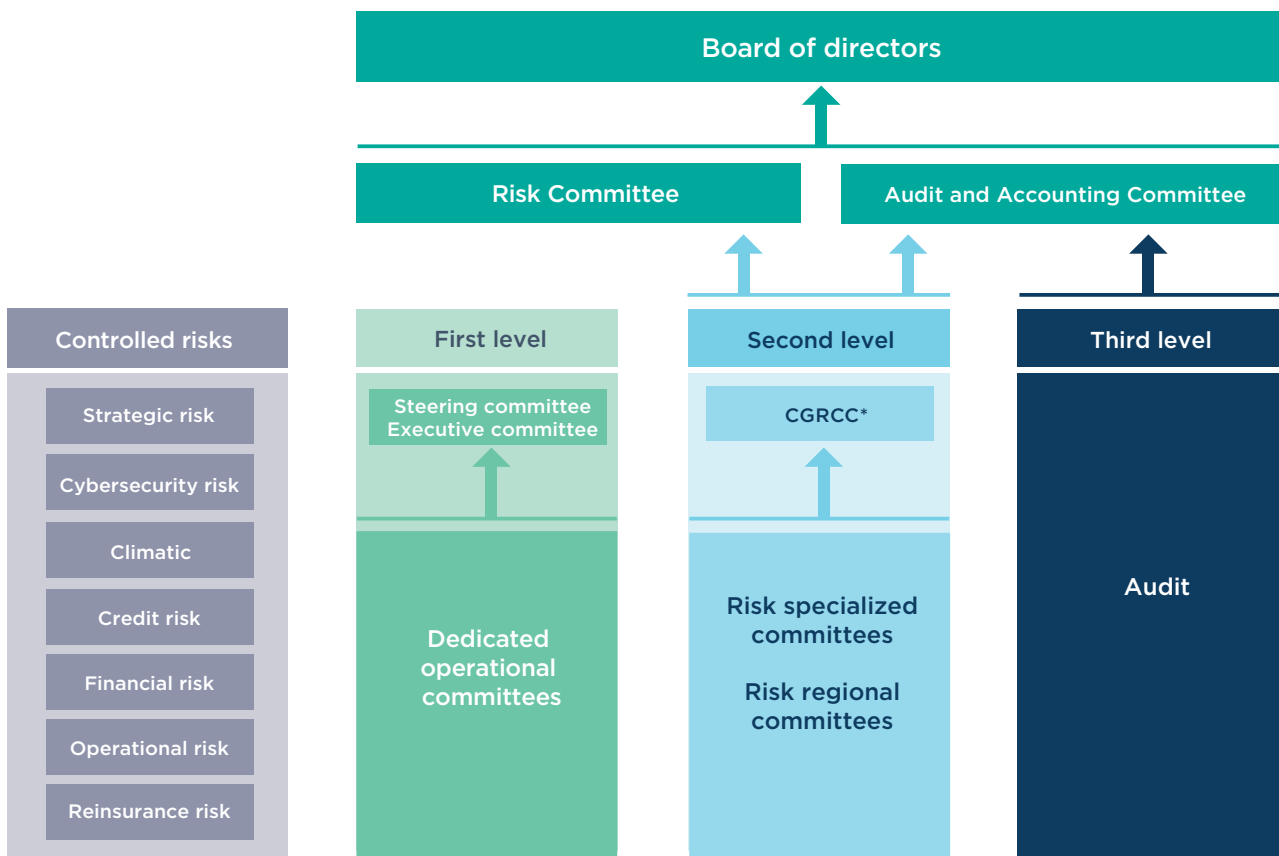 Board of directors
Risk Committee
Audit and Accounting Committee
Controlled risks
First level
Second level
Third level
Strategic risk
Cybersecurity risk
Climatic
Credit risk
Financial risk
Operational risk
Reinsurance risk
Steering committee
Executive committee
Dedicated
operational
committees
CGRCC*
Risk specialized
committees
Risk regional
committees
Audit